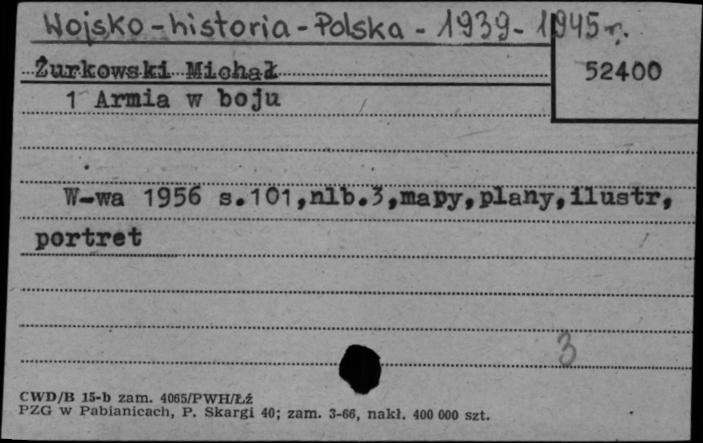 Wojsko - historia - Polska - 1939 - 1945 r.
Żurkowski Michał
52400
1 Armia w boju
W-wa 1956 s.101,nlb.3,mapy,plany,ilustr,
portret
3
CWD/B 15-b zam. 4065/PWH/Łź
PZG w Pabianicach, P. Skargi 40; zam. 3-66, nakł. 400 000 szt.